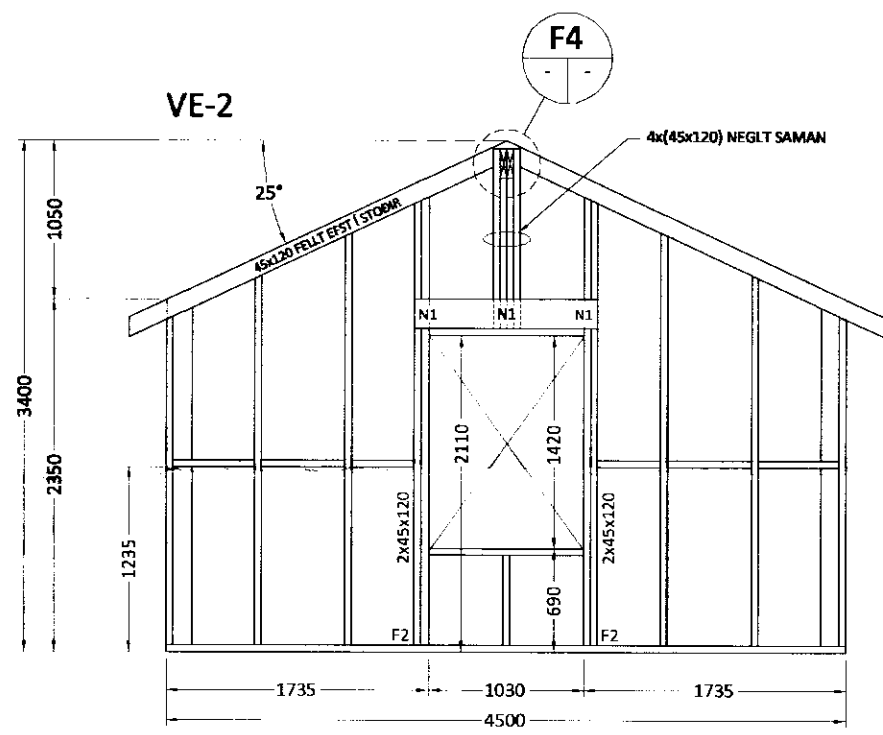 F4
- -
VE-2
4x(45x120) NEGLT SAMAN
25°
45x120 FELLT EFST Í STOÐIR
1050
3400
2350
1235
N1 N1 N1
2110
1420
2x45x120
2x45x120
690
F2 F2
1735 1030 1735
4500